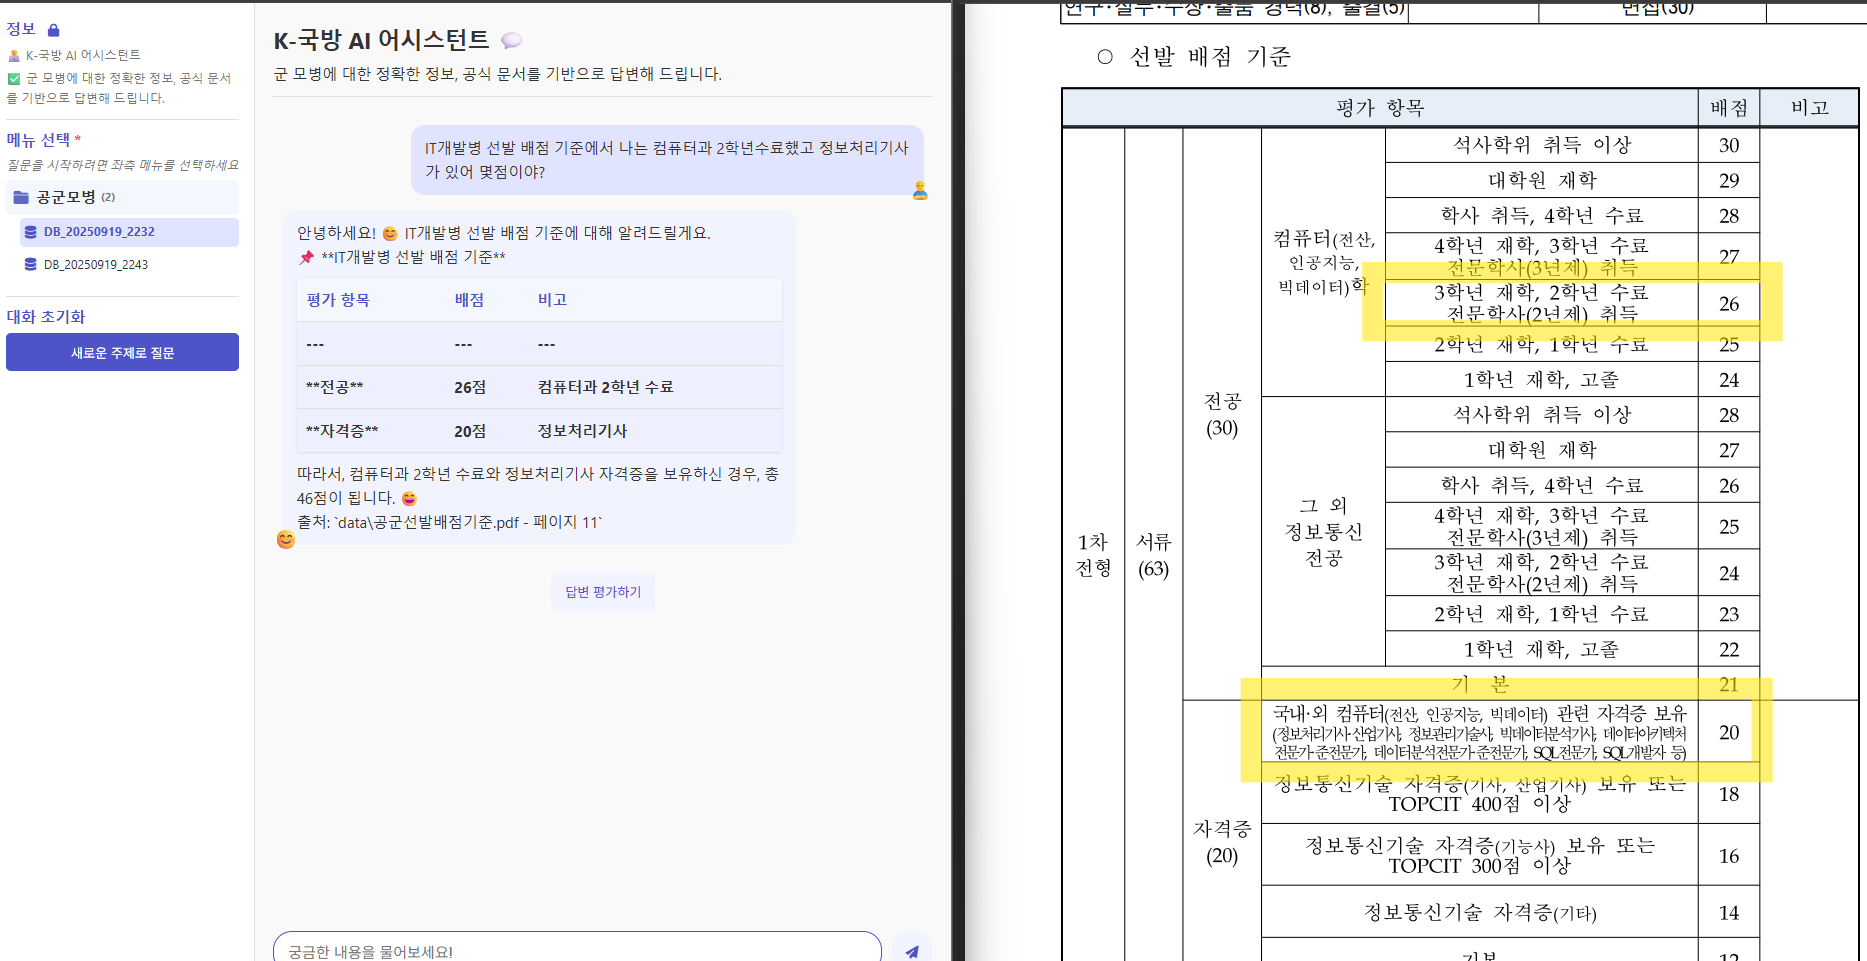 정보
K-국방 AI 어시스턴트
군 모병에 대한 정확한 정보, 공식 문서
를 기반으로 답변해 드립니다.
메뉴 선택 *
질문을 시작하려면 좌측 메뉴를 선택하세요
공군모병 (2)
DB_20250919_2232
DB_20250919_2243
대화 초기화
새로운 주제로 질문
K-국방 AI 어시스턴트
군 모병에 대한 정확한 정보, 공식 문서를 기반으로 답변해 드립니다.
IT개발병 선발 배점 기준에서 나는 컴퓨터과 2학년수료했고 정보처리기사
가 있어 몇점이야?
안녕하세요! IT개발병 선발 배점 기준에 대해 알려드릴게요.
**IT개발병 선발 배점 기준**
평가 항목 배점 비고
--- --- ---
**전공** 26점 컴퓨터과 2학년 수료
**자격증** 20점 정보처리기사
따라서, 컴퓨터과 2학년 수료와 정보처리기사 자격증을 보유하신 경우, 총
46점이 됩니다.
출처: `data\공군선발배점기준.pdf - 페이지 11`
답변 평가하기
궁금한 내용을 물어보세요!
연구·실무·수상·출품 경력(8), 출결(5)
면접(30)
○ 선발 배점 기준
평가 항목 배점 비고
1차
전형
서류
(63)
전공
(30)
컴퓨터(전산,
인공지능,
빅데이터)학
석사학위 취득 이상 30
대학원 재학 29
학사 취득, 4학년 수료 28
4학년 재학, 3학년 수료
전문학사(3년제) 취득 27
3학년 재학, 2학년 수료
전문학사(2년제) 취득 26
2학년 재학, 1학년 수료 25
1학년 재학, 고졸 24
그 외
정보통신
전공
석사학위 취득 이상 28
대학원 재학 27
학사 취득, 4학년 수료 26
4학년 재학, 3학년 수료
전문학사(3년제) 취득 25
3학년 재학, 2학년 수료
전문학사(2년제) 취득 24
2학년 재학, 1학년 수료 23
1학년 재학, 고졸 22
기 본 21
자격증
(20)
국내·외 컴퓨터(전산, 인공지능, 빅데이터) 관련 자격증 보유
(정보처리기사·산업기사, 정보관리기술사, 빅데이터분석기사, 데이터아키텍처
전문가·준전문가, 데이터분석전문가·준전문가, SQL전문가, SQL개발자 등) 20
정보통신기술 자격증(기사, 산업기사) 보유 또는
TOPCIT 400점 이상 18
정보통신기술 자격증(기능사) 보유 또는
TOPCIT 300점 이상 16
정보통신기술 자격증(기타) 14
기본 12